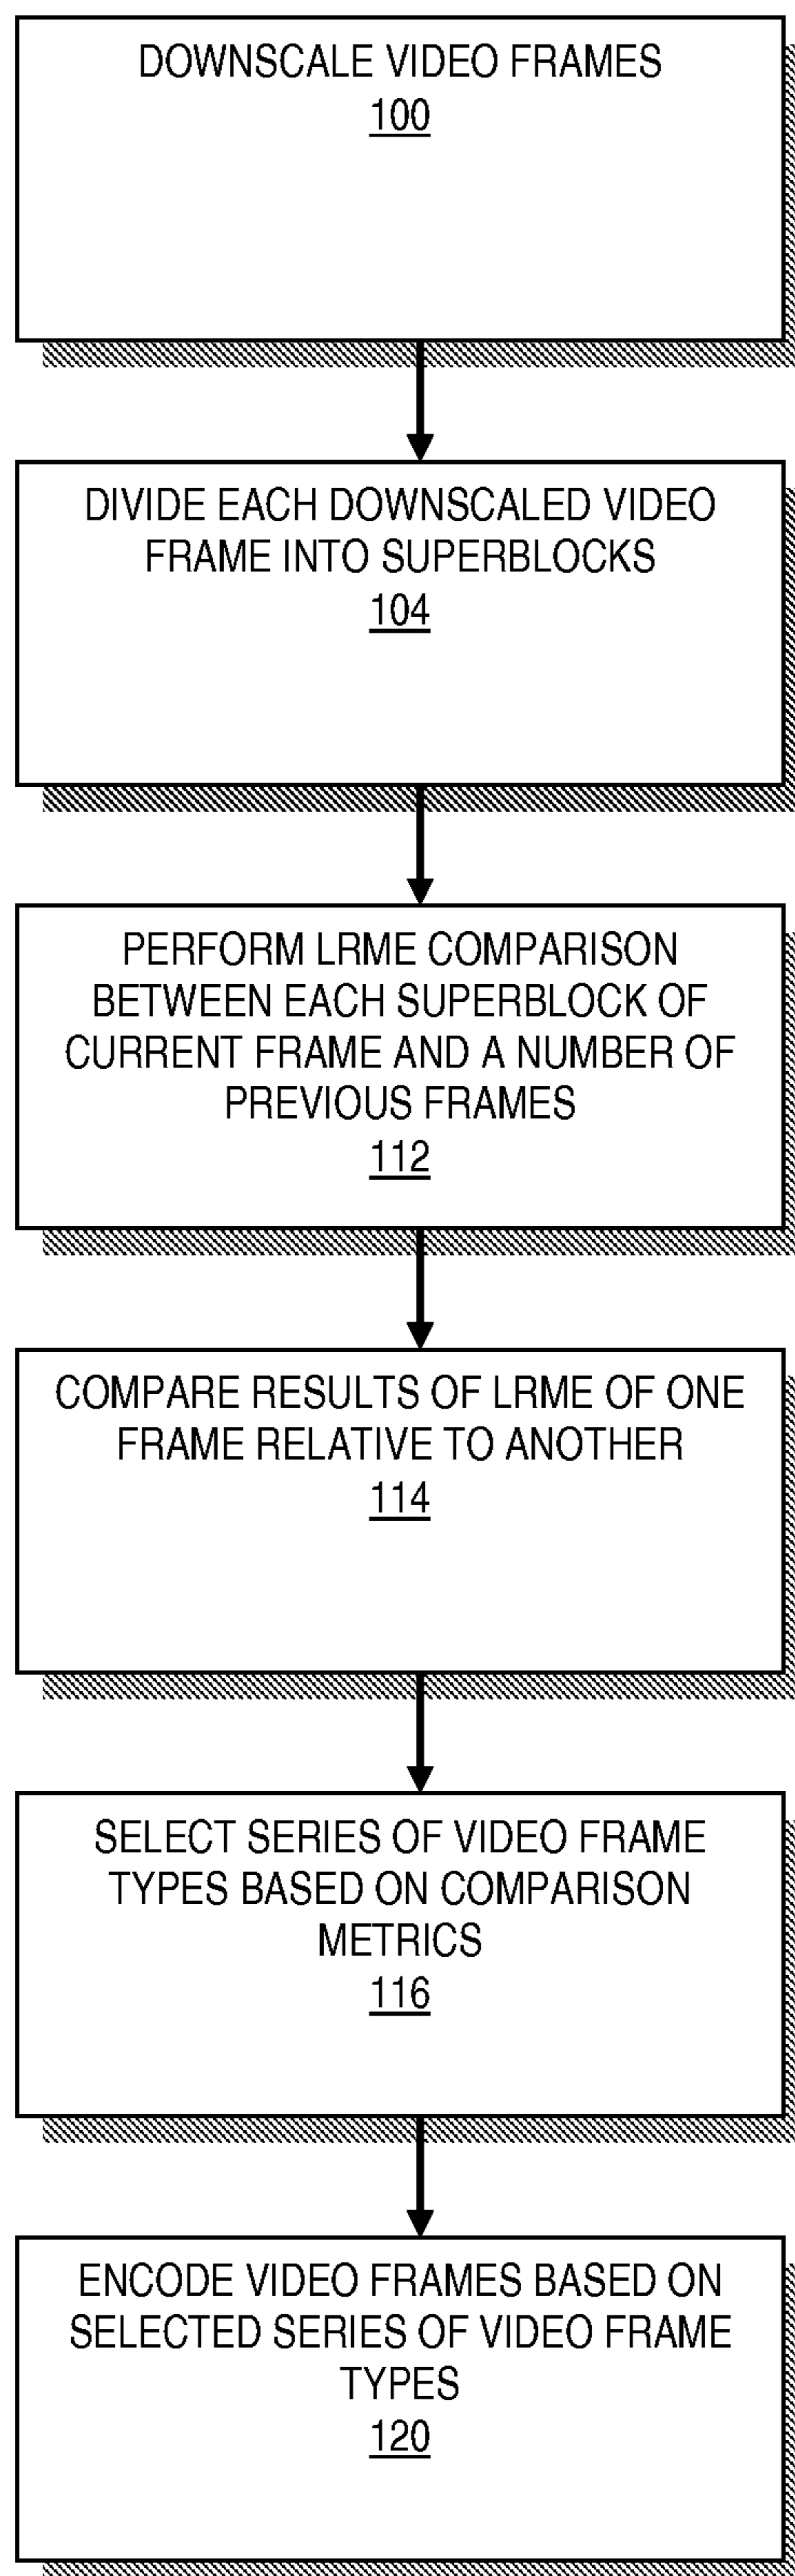 DOWNSCALE VIDEO FRAMES
100
DIVIDE EACH DOWNSCALED VIDEO
FRAME INTO SUPERBLOCKS
104
PERFORM LRME COMPARISON
BETWEEN EACH SUPERBLOCK OF
CURRENT FRAME AND A NUMBER OF
PREVIOUS FRAMES
112
COMPARE RESULTS OF LRME OF ONE
FRAME RELATIVE TO ANOTHER
114
SELECT SERIES OF VIDEO FRAME
TYPES BASED ON COMPARISON
METRICS
116
ENCODE VIDEO FRAMES BASED ON
SELECTED SERIES OF VIDEO FRAME
TYPES
120